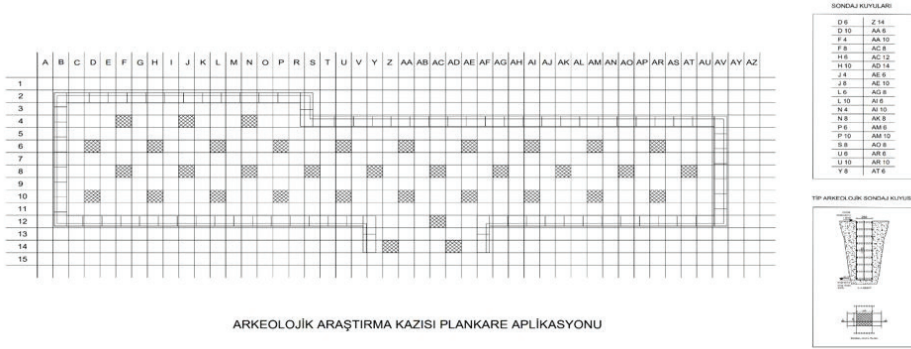 SONDAJ KUYULARI
D 6 Z 14
D 10 AA 6
F 4 AA 10
F 8 AC 8
H 6 AC 12
H 10 AD 14
J 4 AE 6
J 8 AE 10
L 6 AG 8
L 10 AI 6
N 4 AI 10
N 8 AK 8
P 6 AM 6
P 10 AM 10
S 8 AO 8
U 6 AR 6
U 10 AR 10
Y 8 AT 6
A B C D E F G H I J K L M N O P R S T U V Y Z AA AB AC AD AE AF AG AH AI AJ AK AL AM AN AO AP AR AS AT AU AV AY AZ
1
2
3
4
5
6
7
8
9
10
11
12
13
14
15
TİP ARKEOLOJİK SONDAJ KUYUSU
ARKEOLOJİK ARAŞTIRMA KAZISI PLANKARE APLİKASYONU